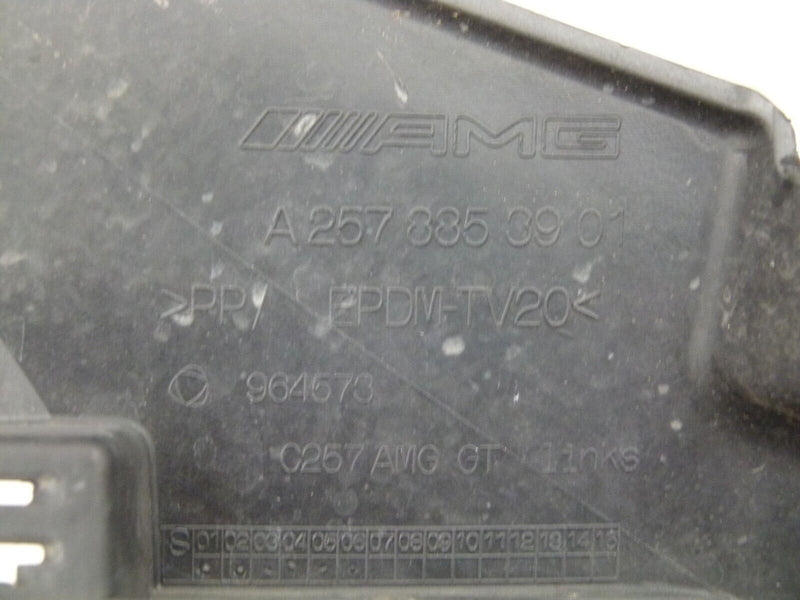 AMG
A 257 885 39 01
>PP/ EPDM-TV20<
964673
C257 AMG GT links
S 01 02 03 04 05 06 07 08 09 10 11 12 13 14 15